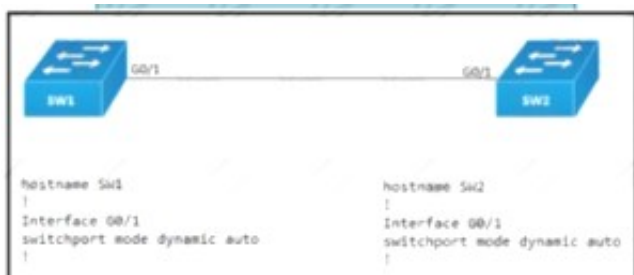 G0/1
G0/1
SW1
SW2
hostname SW1
!
Interface G0/1
switchport mode dynamic auto
!
hostname SW2
!
Interface G0/1
switchport mode dynamic auto
!